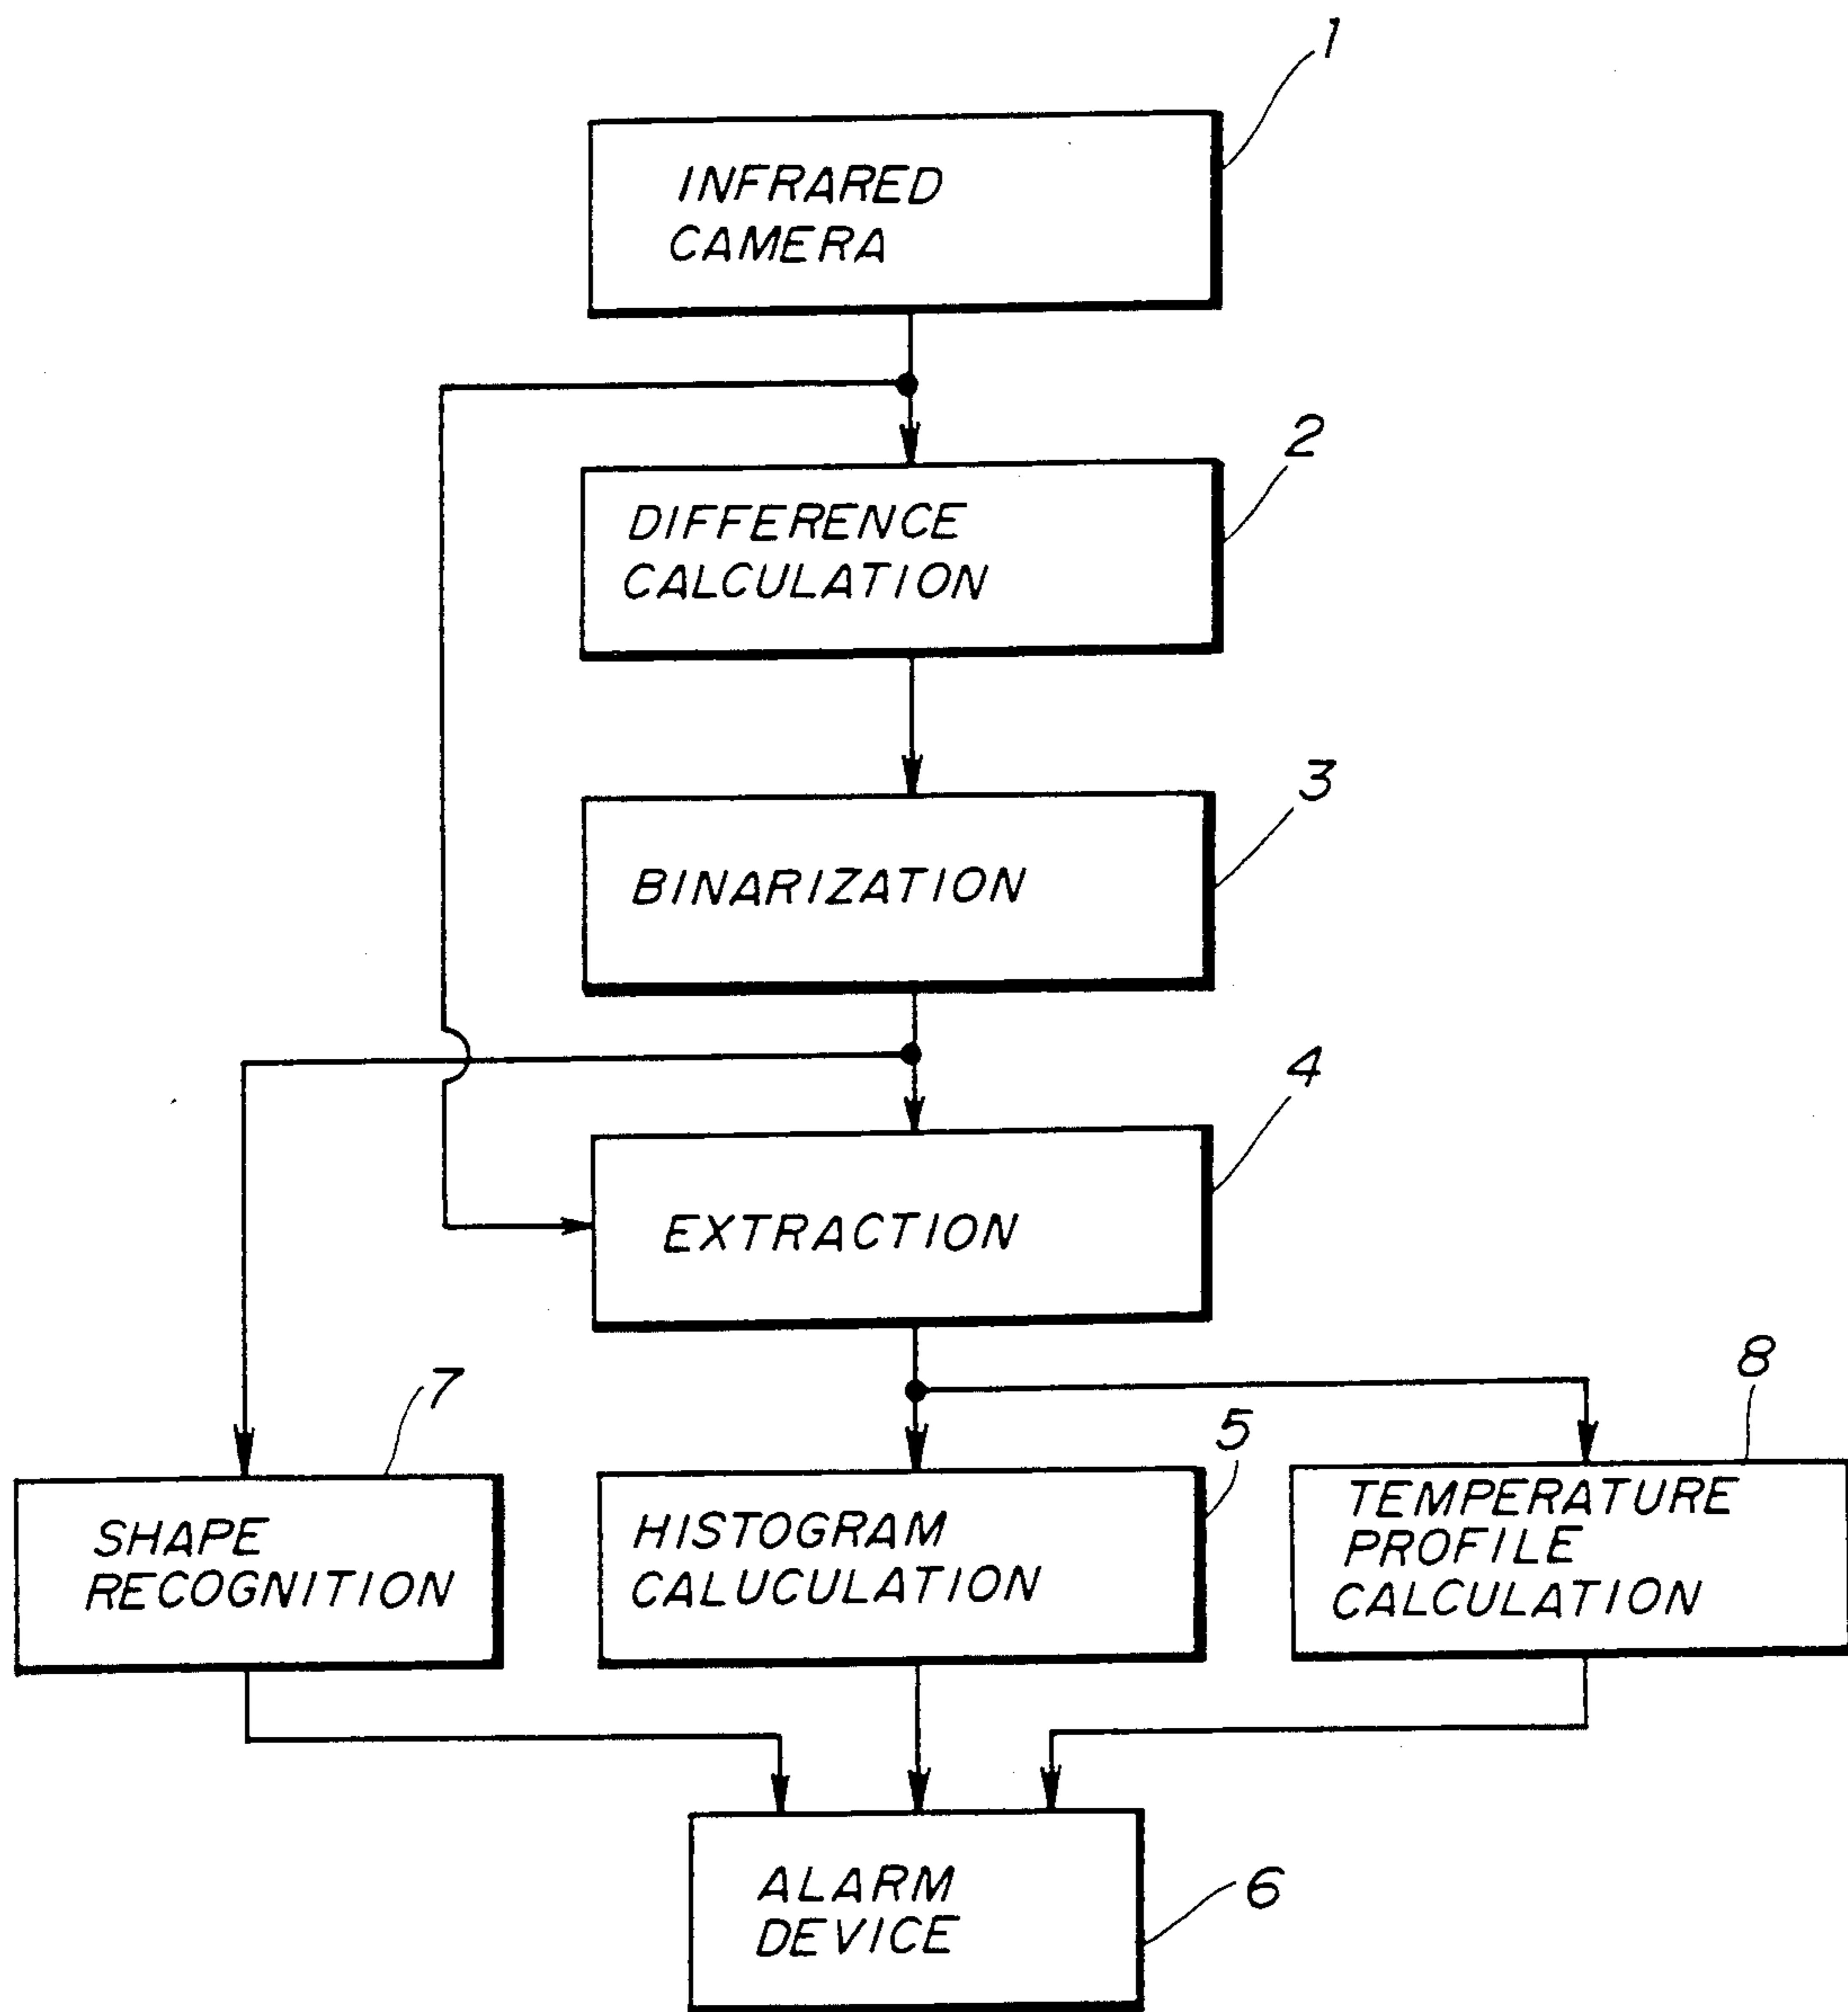 1
INFRARED
CAMERA
2
DIFFERENCE
CALCULATION
3
BINARIZATION
4
EXTRACTION
7
SHAPE
RECOGNITION
5
HISTOGRAM
CALUCULATION
8
TEMPERATURE
PROFILE
CALCULATION
ALARM
DEVICE
6